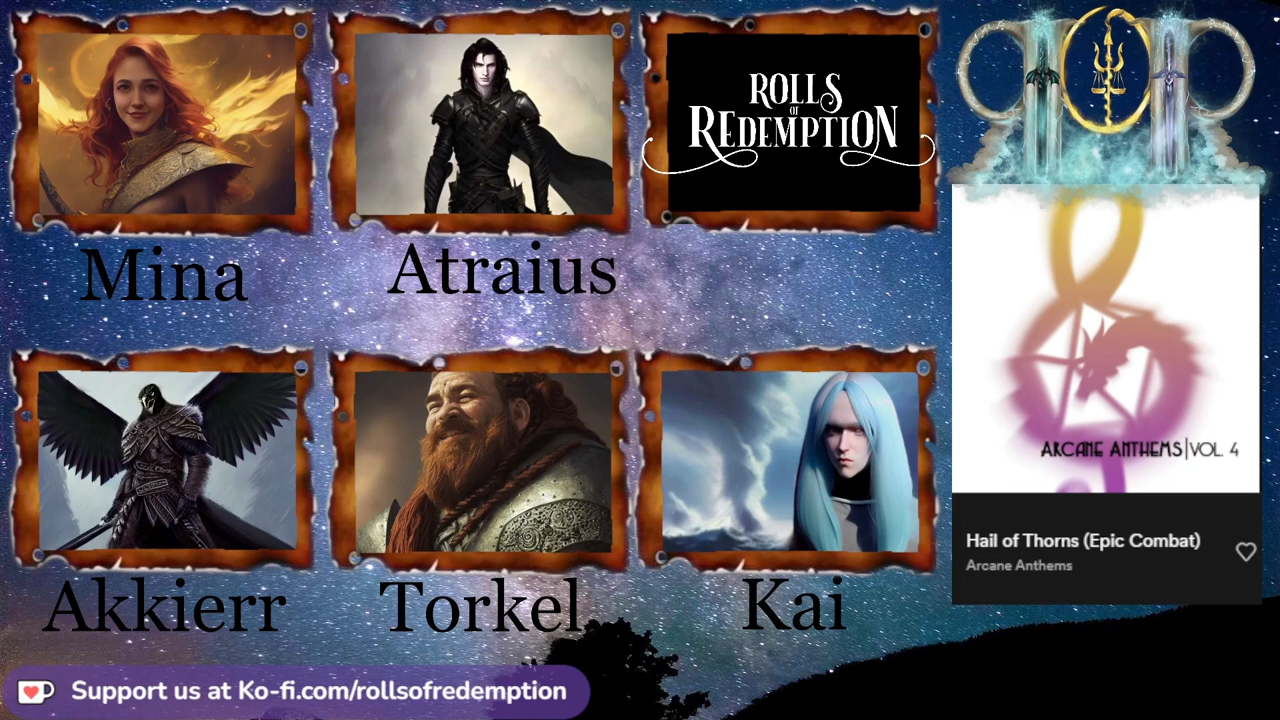 ROLLS
OF
REDEMPTION
Mina
Atraius
ARCANE ANTHEMS|VOL. 4
Hail of Thorns (Epic Combat)
Arcane Anthems
Akkierr
Torkel
Kai
Support us at Ko-fi.com/rollsofredemption